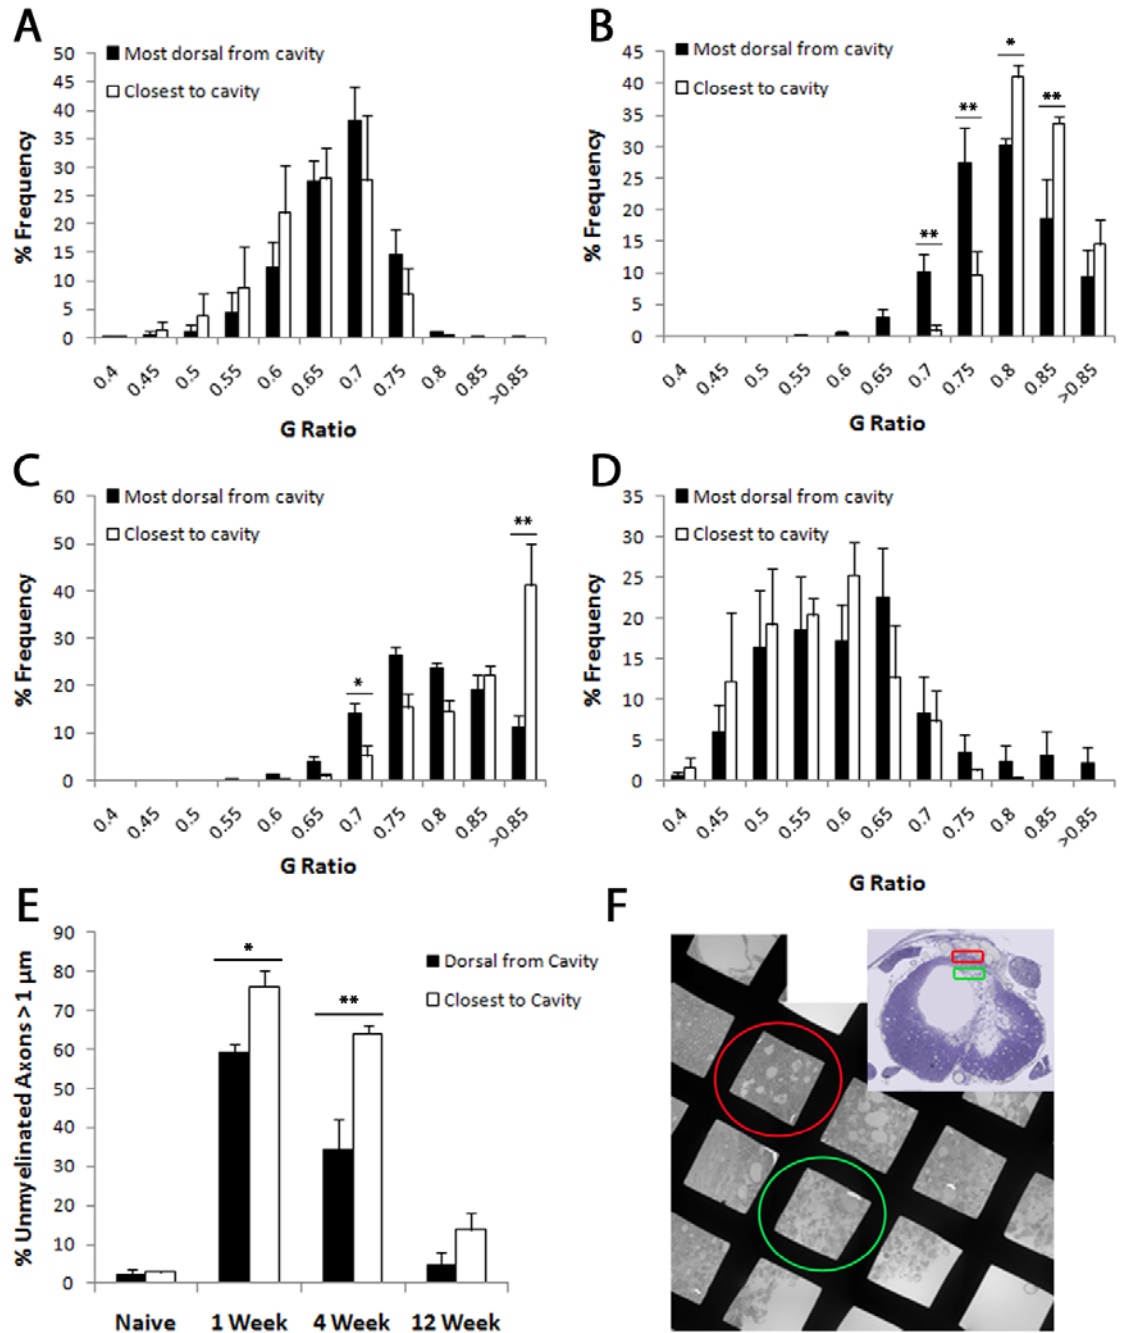 A
50
45
40
35
30
25
20
15
10
5
0
% Frequency
Most dorsal from cavity
Closest to cavity
0.4 0.45 0.5 0.55 0.6 0.65 0.7 0.75 0.8 0.85 >0.85
G Ratio
B
45
40
35
30
25
20
15
10
5
0
% Frequency
Most dorsal from cavity
Closest to cavity
** ** * **
0.4 0.45 0.5 0.55 0.6 0.65 0.7 0.75 0.8 0.85 >0.85
G Ratio
C
60
50
40
30
20
10
0
% Frequency
Most dorsal from cavity
Closest to cavity
* **
0.4 0.45 0.5 0.55 0.6 0.65 0.7 0.75 0.8 0.85 >0.85
G Ratio
D
35
30
25
20
15
10
5
0
% Frequency
Most dorsal from cavity
Closest to cavity
0.4 0.45 0.5 0.55 0.6 0.65 0.7 0.75 0.8 0.85 >0.85
G Ratio
E
90
80
70
60
50
40
30
20
10
0
% Unmyelinated Axons > 1 µm
Dorsal from Cavity
Closest to Cavity
* **
Naive 1 Week 4 Week 12 Week
F